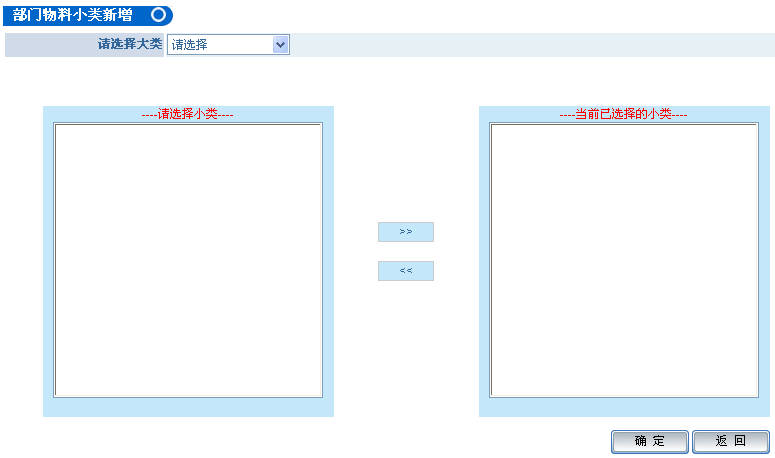 部门物料小类新增
请选择大类 请选择
----请选择小类----
----当前已选择的小类----
>>
<<
确 定 返 回